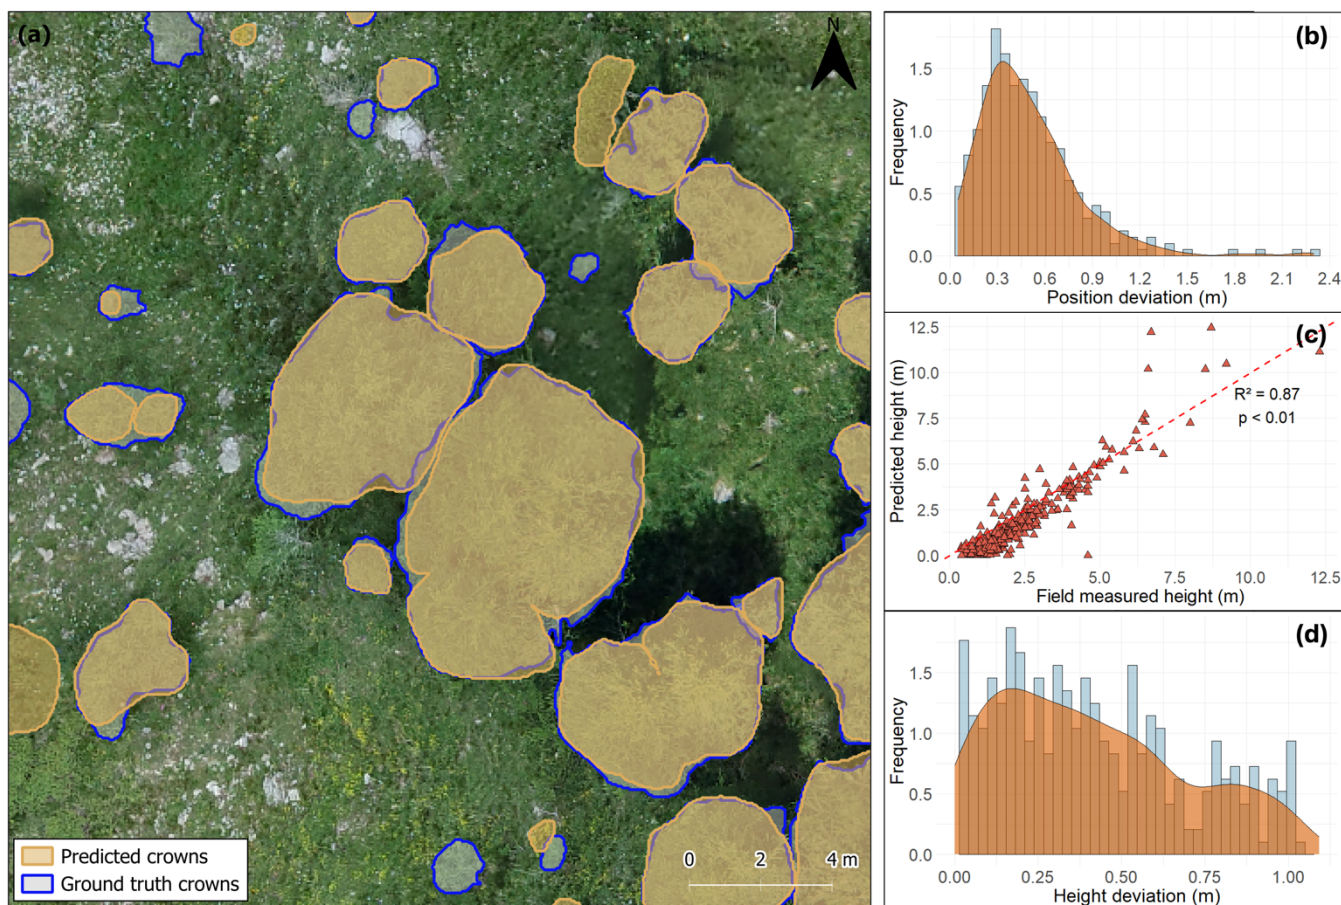 (a)
N
Predicted crowns
Ground truth crowns
0 2 4 m
(b)
Frequency
1.5
1.0
0.5
0.0
0.0 0.3 0.6 0.9 1.2 1.5 1.8 2.1 2.4
Position deviation (m)
(c)
Predicted height (m)
12.5
10.0
7.5
5.0
2.5
0.0
R² = 0.87
p < 0.01
0.0 2.5 5.0 7.5 10.0 12.5
Field measured height (m)
(d)
Frequency
1.5
1.0
0.5
0.0
0.00 0.25 0.50 0.75 1.00
Height deviation (m)